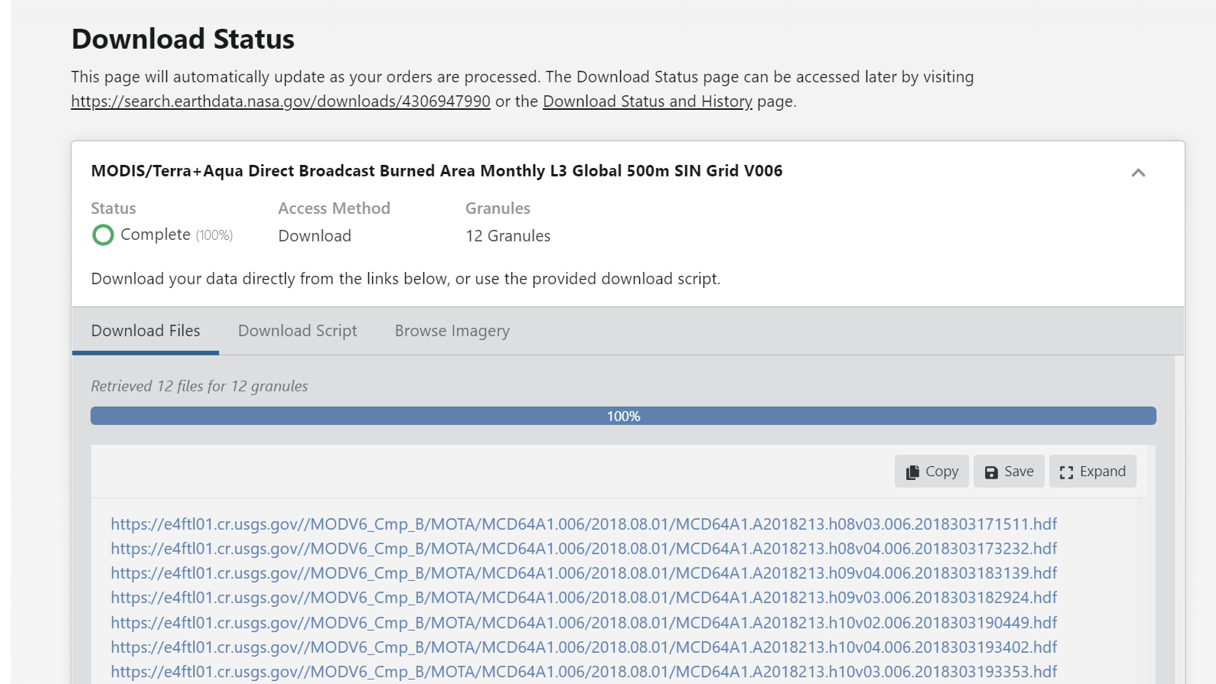 Download Status
This page will automatically update as your orders are processed. The Download Status page can be accessed later by visiting
https://search.earthdata.nasa.gov/downloads/4306947990 or the Download Status and History page.
MODIS/Terra+Aqua Direct Broadcast Burned Area Monthly L3 Global 500m SIN Grid V006
Status Access Method Granules
Complete (100%) Download 12 Granules
Download your data directly from the links below, or use the provided download script.
Download Files Download Script Browse Imagery
Retrieved 12 files for 12 granules
100%
Copy Save Expand
https://e4ftl01.cr.usgs.gov//MODV6_Cmp_B/MOTA/MCD64A1.006/2018.08.01/MCD64A1.A2018213.h08v03.006.2018303171511.hdf
https://e4ftl01.cr.usgs.gov//MODV6_Cmp_B/MOTA/MCD64A1.006/2018.08.01/MCD64A1.A2018213.h08v04.006.2018303173232.hdf
https://e4ftl01.cr.usgs.gov//MODV6_Cmp_B/MOTA/MCD64A1.006/2018.08.01/MCD64A1.A2018213.h09v04.006.2018303183139.hdf
https://e4ftl01.cr.usgs.gov//MODV6_Cmp_B/MOTA/MCD64A1.006/2018.08.01/MCD64A1.A2018213.h09v03.006.2018303182924.hdf
https://e4ftl01.cr.usgs.gov//MODV6_Cmp_B/MOTA/MCD64A1.006/2018.08.01/MCD64A1.A2018213.h10v02.006.2018303190449.hdf
https://e4ftl01.cr.usgs.gov//MODV6_Cmp_B/MOTA/MCD64A1.006/2018.08.01/MCD64A1.A2018213.h10v04.006.2018303193402.hdf
https://e4ftl01.cr.usgs.gov//MODV6_Cmp_B/MOTA/MCD64A1.006/2018.08.01/MCD64A1.A2018213.h10v03.006.2018303193353.hdf